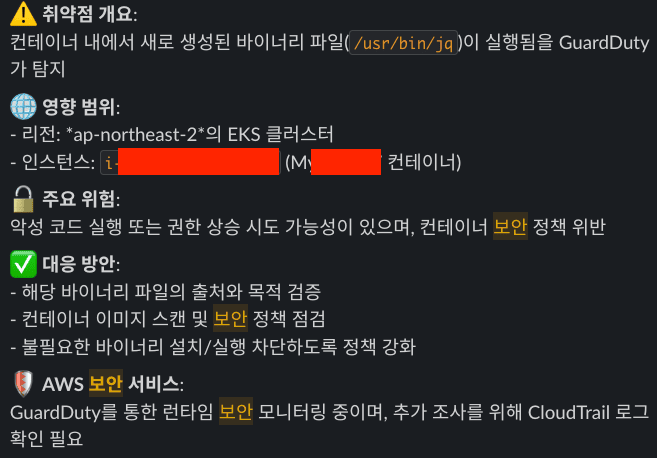 ⚠️ 취약점 개요:
컨테이너 내에서 새로 생성된 바이너리 파일(/usr/bin/jq)이 실행됨을 GuardDuty
가 탐지
🌐 영향 범위:
- 리전: *ap-northeast-2*의 EKS 클러스터
- 인스턴스: i- (My 컨테이너)
🔓 주요 위험:
악성 코드 실행 또는 권한 상승 시도 가능성이 있으며, 컨테이너 보안 정책 위반
✅ 대응 방안:
- 해당 바이너리 파일의 출처와 목적 검증
- 컨테이너 이미지 스캔 및 보안 정책 점검
- 불필요한 바이너리 설치/실행 차단하도록 정책 강화
🛡️ AWS 보안 서비스:
GuardDuty를 통한 런타임 보안 모니터링 중이며, 추가 조사를 위해 CloudTrail 로그
확인 필요